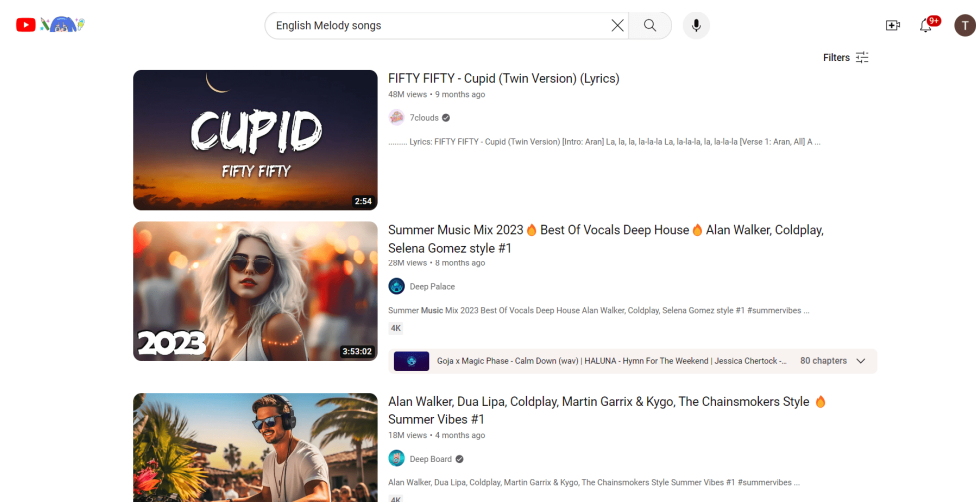 English Melody songs
9+
T
Filters
CUPID
FIFTY FIFTY
2:54
FIFTY FIFTY - Cupid (Twin Version) (Lyrics)
48M views • 9 months ago
7clouds
......... Lyrics: FIFTY FIFTY - Cupid (Twin Version) [Intro: Aran] La, la, la, la-la-la La, la-la-la, la, la-la-la [Verse 1: Aran, All] A ...
2023
3:53:02
Summer Music Mix 2023🔥Best Of Vocals Deep House🔥Alan Walker, Coldplay,
Selena Gomez style #1
28M views • 8 months ago
Deep Palace
Summer Music Mix 2023 Best Of Vocals Deep House Alan Walker, Coldplay, Selena Gomez style #1 #summervibes ...
4K
Goja x Magic Phase - Calm Down (wav) | HALUNA - Hymn For The Weekend | Jessica Chertock -...
80 chapters
Alan Walker, Dua Lipa, Coldplay, Martin Garrix & Kygo, The Chainsmokers Style 🔥
Summer Vibes #1
18M views • 4 months ago
Deep Board
Alan Walker, Dua Lipa, Coldplay, Martin Garrix & Kygo, The Chainsmokers Style Summer Vibes #1 #summervibes ...
4K